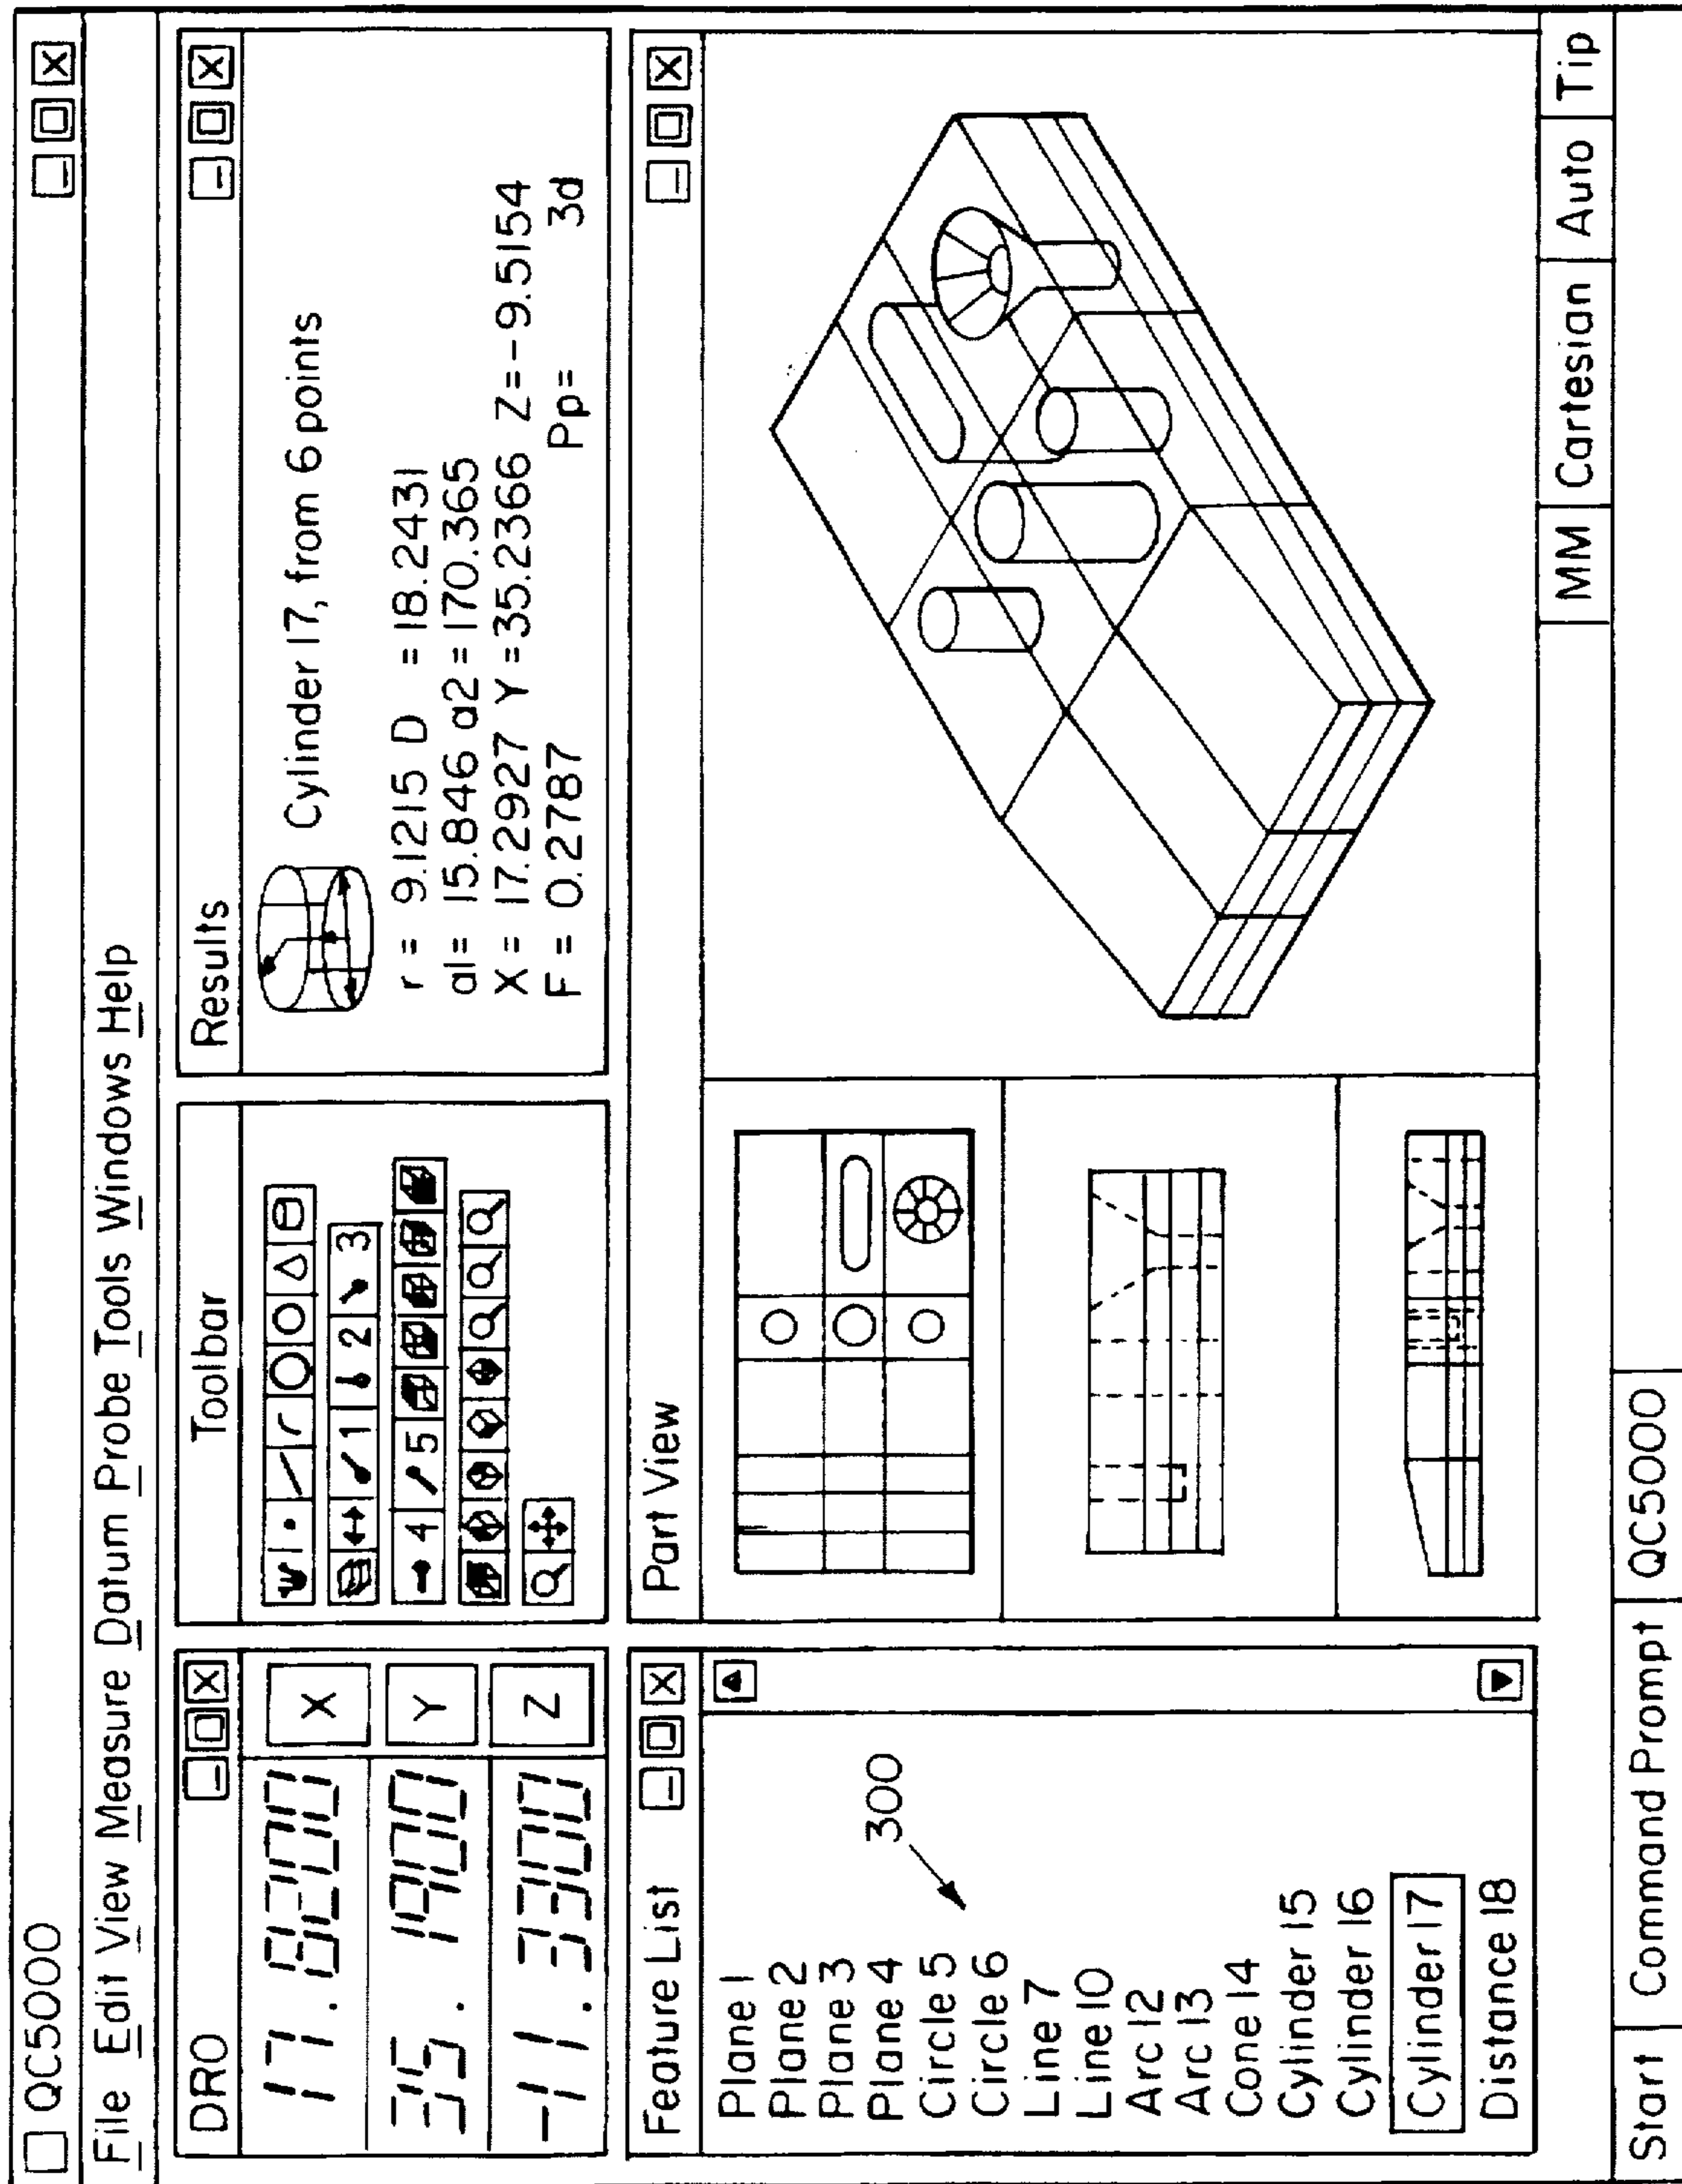 QC5000
File Edit View Measure Datum Probe Tools Windows Help
DRO
17.8200 X
35.1900 Y
-11.3300 Z
Toolbar
1 2 3
4 5
Results
Cylinder 17, from 6 points
r = 9.1215 D = 18.2431
a1= 15.846 a2 = 170.365
X = 17.2927 Y = 35.2366 Z = -9.5154
F = 0.2787 Pp= 3d
Feature List
Plane 1
Plane 2
Plane 3
Plane 4
Circle 5
Circle 6
Line 7
Line 10
Arc 12
Arc 13
Cone 14
Cylinder 15
Cylinder 16
Cylinder 17
Distance 18
300
Part View
MM Cartesian Auto Tip
Start Command Prompt QC5000